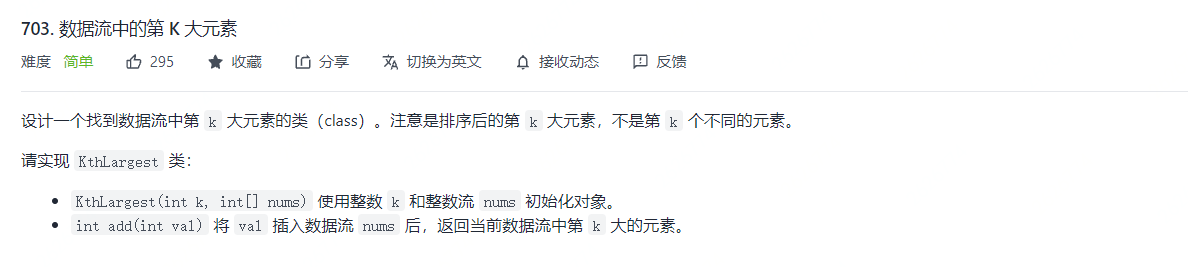 703. 数据流中的第 K 大元素
难度 简单 295 收藏 分享 切换为英文 接收动态 反馈
设计一个找到数据流中第 k 大元素的类（class）。注意是排序后的第 k 大元素，不是第 k 个不同的元素。
请实现 KthLargest 类：
• KthLargest(int k, int[] nums) 使用整数 k 和整数流 nums 初始化对象。
• int add(int val) 将 val 插入数据流 nums 后，返回当前数据流中第 k 大的元素。